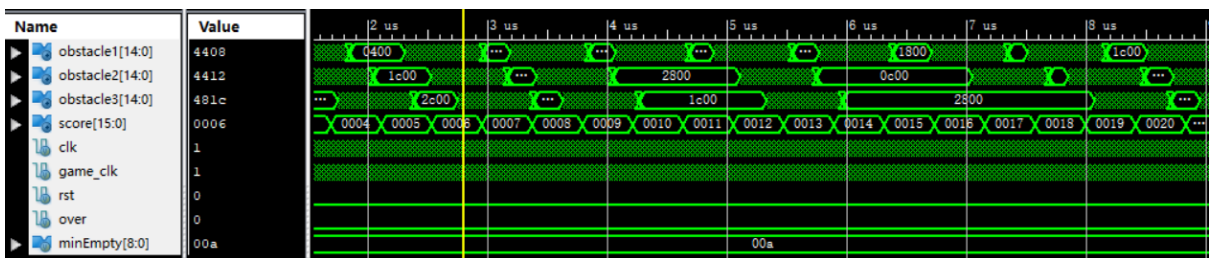 Name Value 2 us 3 us 4 us 5 us 6 us 7 us 8 us
obstacle1[14:0] 4408 0400 ... ... ... ... 1800 1c00
obstacle2[14:0] 4412 1c00 ... 2800 0c00 ...
obstacle3[14:0] 481c ... 2c00 ... 1c00 2800 ...
score[15:0] 0006 0004 0005 0006 0007 0008 0009 0010 0011 0012 0013 0014 0015 0016 0017 0018 0019 0020 ...
clk 1
game_clk 1
rst 0
over 0
minEmpty[8:0] 00a 00a